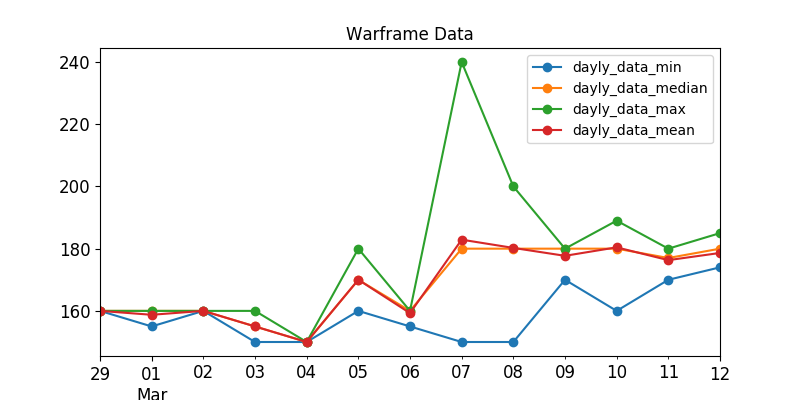 Warframe Data
dayly_data_min
dayly_data_median
dayly_data_max
dayly_data_mean
240
220
200
180
160
29 01 02 03 04 05 06 07 08 09 10 11 12
Mar